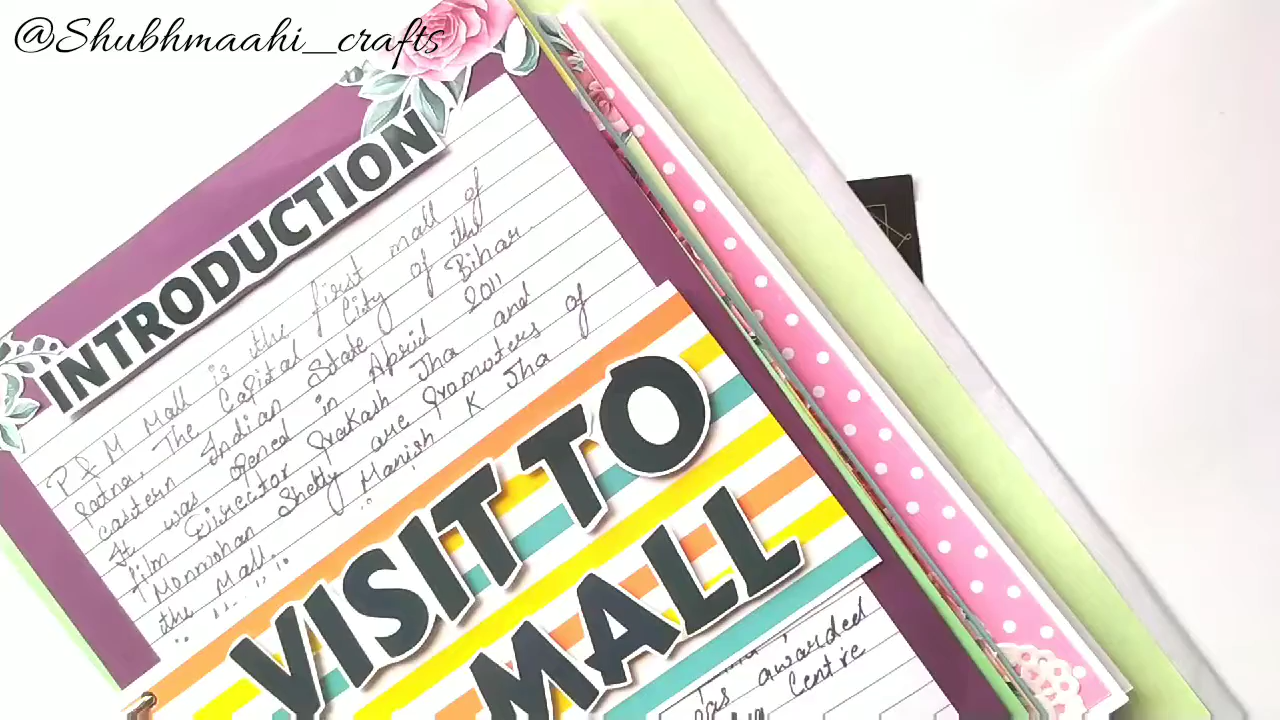 @Shubhmaahi_crafts
INTRODUCTION
P & M Mall is the first mall of
Patna, The Capital City of the
eastern Indian State Bihar
It was opened in April 2011
film Director Prakash Jha and
Manmohan Shetty are promoters of
the Mall. Manish K Jha
VISIT TO
MALL
awarded
Centre